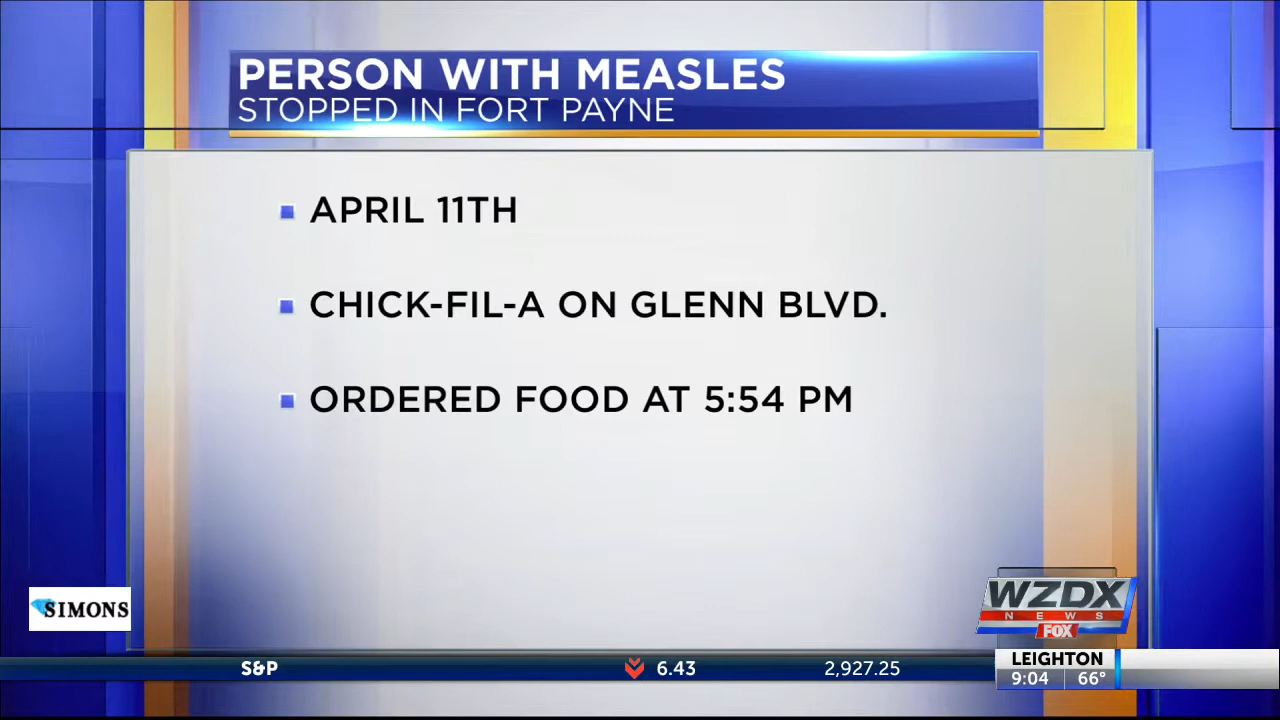 PERSON WITH MEASLES
STOPPED IN FORT PAYNE
APRIL 11TH
CHICK-FIL-A ON GLENN BLVD.
ORDERED FOOD AT 5:54 PM
SIMONS
WZDX
NEWS
FOX
S&P 6.43 2,927.25
LEIGHTON
9:04 66°